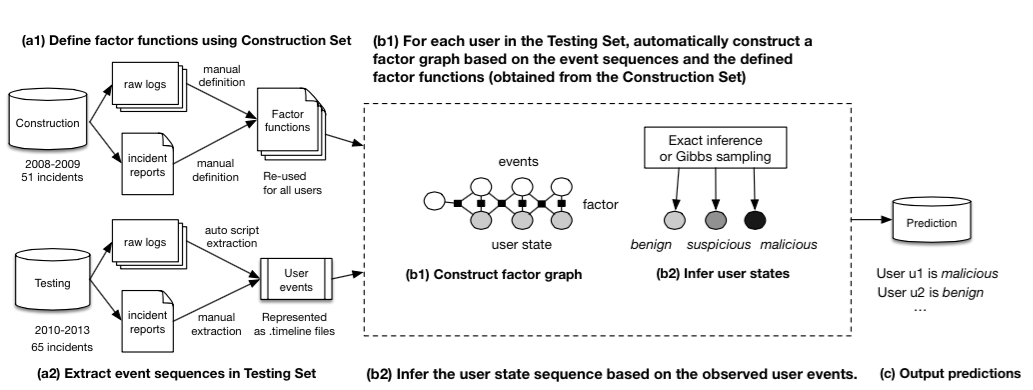 (a1) Define factor functions using Construction Set
(b1) For each user in the Testing Set, automatically construct a
factor graph based on the event sequences and the defined
factor functions (obtained from the Construction Set)
raw logs
manual
definition
Construction
Factor
functions
incident
reports
manual
definition
2008-2009
51 incidents
Re-used
for all users
Exact inference
or Gibbs sampling
events
factor
user state
benign suspicious malicious
(b1) Construct factor graph
(b2) Infer user states
Prediction
User u1 is malicious
User u2 is benign
...
raw logs
auto script
extraction
Testing
User
events
incident
reports
manual
extraction
2010-2013
65 incidents
Represented
as .timeline files
(a2) Extract event sequences in Testing Set
(b2) Infer the user state sequence based on the observed user events.
(c) Output predictions